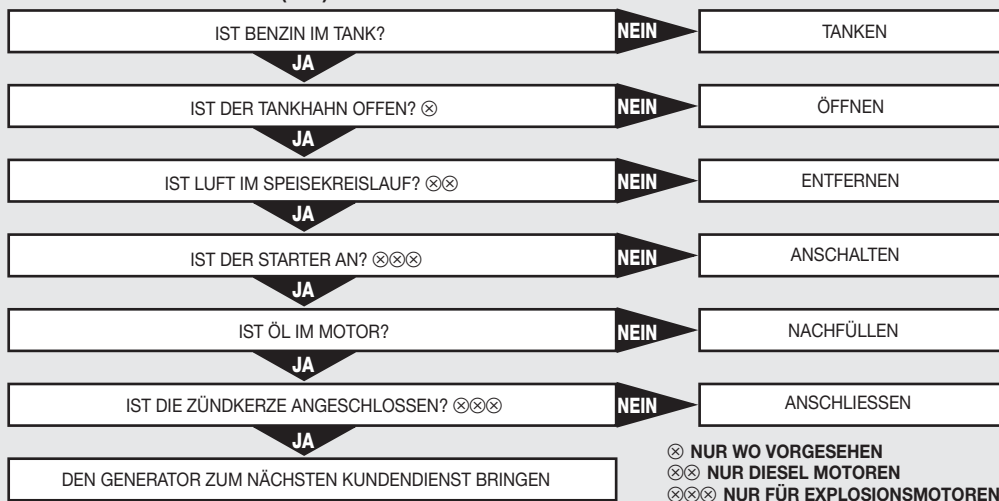 IST BENZIN IM TANK? NEIN TANKEN
JA
IST DER TANKHAHN OFFEN? ⊗ NEIN ÖFFNEN
JA
IST LUFT IM SPEISEKREISLAUF? ⊗⊗ NEIN ENTFERNEN
JA
IST DER STARTER AN? ⊗⊗⊗ NEIN ANSCHALTEN
JA
IST ÖL IM MOTOR? NEIN NACHFÜLLEN
JA
IST DIE ZÜNDKERZE ANGESCHLOSSEN? ⊗⊗⊗ NEIN ANSCHLIESSEN
JA
DEN GENERATOR ZUM NÄCHSTEN KUNDENDIENST BRINGEN
⊗ NUR WO VORGESEHEN
⊗⊗ NUR DIESEL MOTOREN
⊗⊗⊗ NUR FÜR EXPLOSIONSMOTOREN